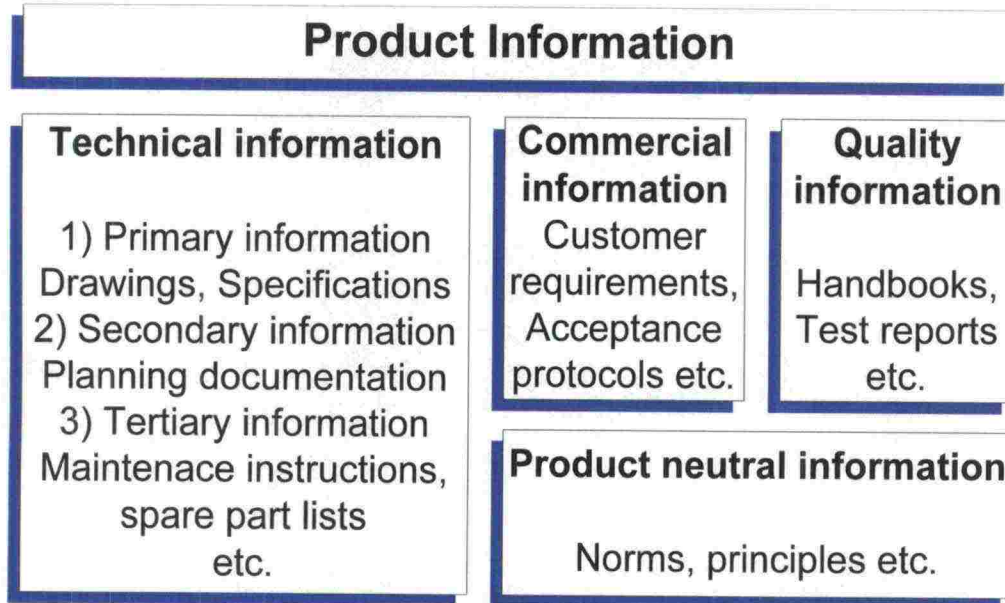 Product Information
Technical information
1) Primary information
Drawings, Specifications
2) Secondary information
Planning documentation
3) Tertiary information
Maintenace instructions,
spare part lists
etc.
Commercial
information
Customer
requirements,
Acceptance
protocols etc.
Quality
information
Handbooks,
Test reports
etc.
Product neutral information
Norms, principles etc.